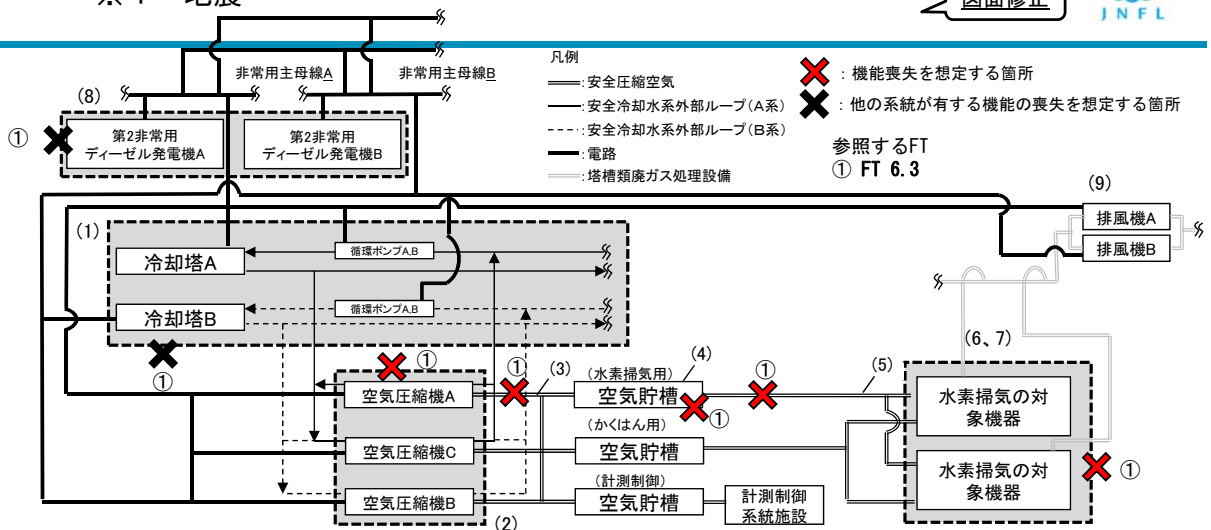 図面修正
JNFL
非常用主母線A
非常用主母線B
(8)
①
第2非常用
ディーゼル発電機A
第2非常用
ディーゼル発電機B
凡例
:安全圧縮空気
:安全冷却水系外部ループ(A系)
:安全冷却水系外部ループ(B系)
:電路
:塔槽類廃ガス処理設備
:機能喪失を想定する箇所
:他の系統が有する機能の喪失を想定する箇所
参照するFT
① FT 6.3
(9)
排風機A
排風機B
(1)
冷却塔A
循環ポンプA,B
冷却塔B
循環ポンプA,B
①
(6、7)
①
①
(3)
(水素掃気用)
(4)
①
(5)
空気圧縮機A
空気貯槽
①
水素掃気の対
象機器
(かくはん用)
空気圧縮機C
空気貯槽
水素掃気の対
象機器
①
(計測制御)
空気圧縮機B
空気貯槽
計測制御
系統施設
(2)